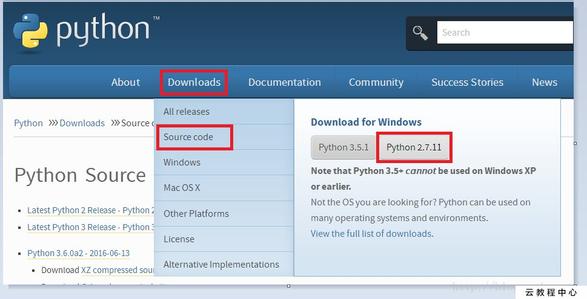 python™
Search
About Downloads Documentation Community Success Stories News
Python >>> Downloads >>> Source
All releases
Source code
Windows
Mac OS X
Other Platforms
License
Alternative Implementations
Download for Windows
Python 3.5.1 Python 2.7.11
Note that Python 3.5+ cannot be used on Windows XP
or earlier.
Not the OS you are looking for? Python can be used on
many operating systems and environments.
View the full list of downloads.
Python Source
Latest Python 2 Release - Python 2
Latest Python 3 Release - Python 3
Python 3.6.0a2 - 2016-06-13
Download XZ compressed sou
云教程中心